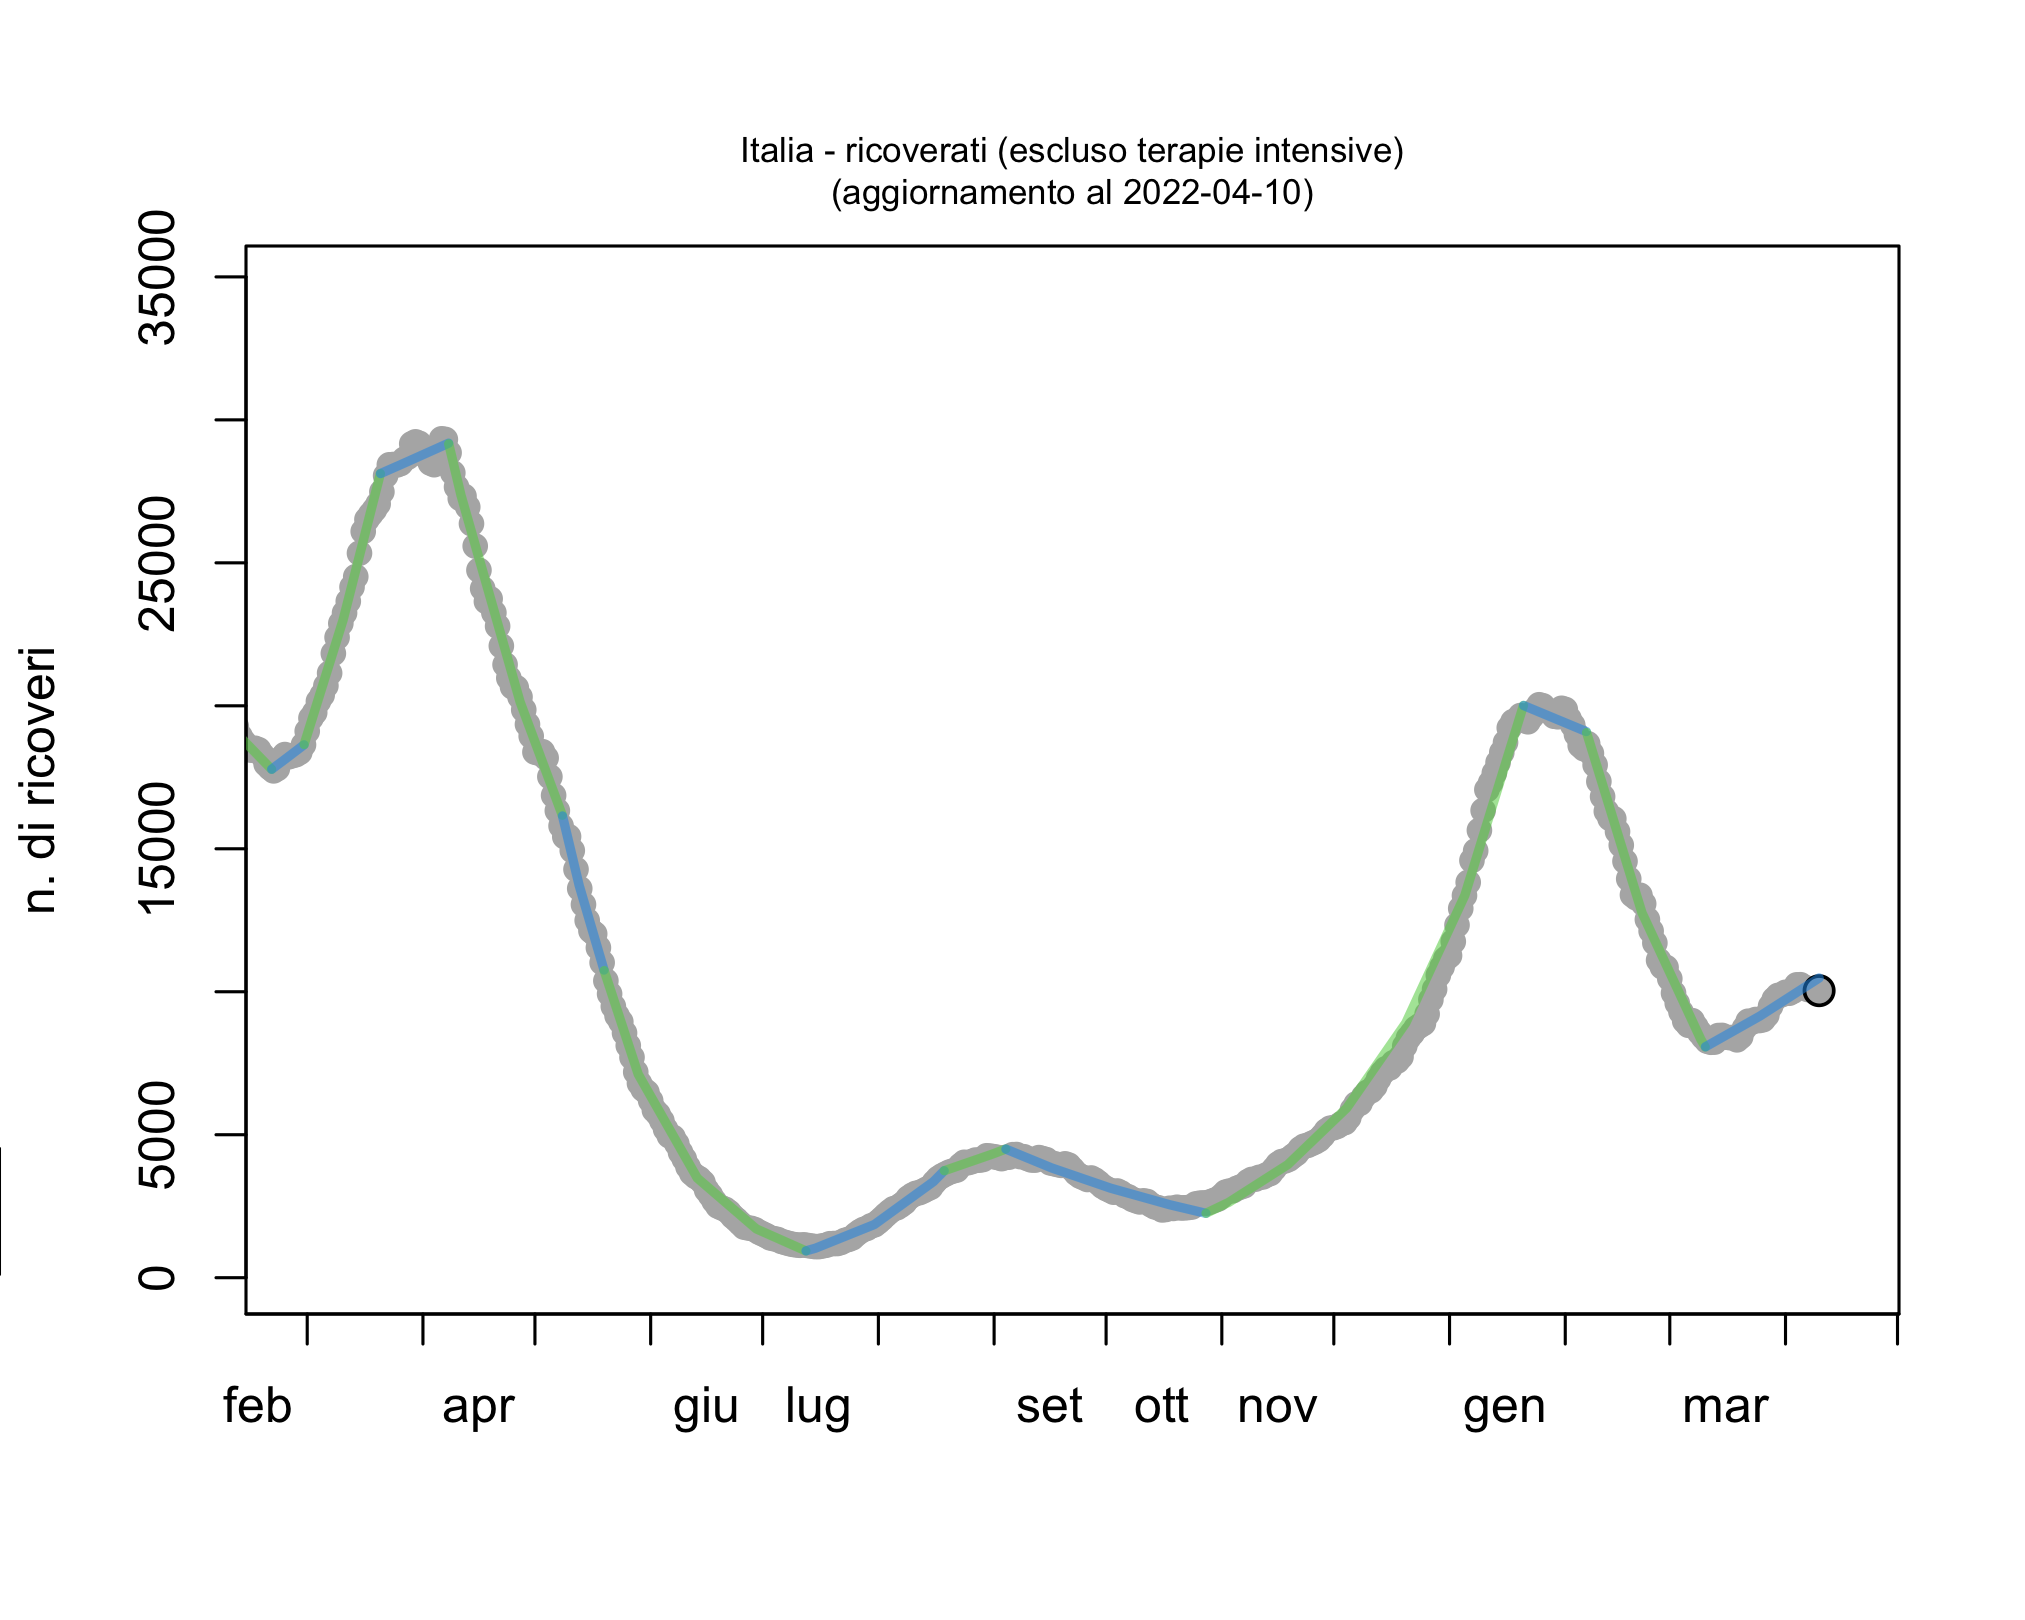 Italia - ricoverati (escluso terapie intensive)
(aggiornamento al 2022-04-10)
n. di ricoveri
35000
25000
15000
5000
0
feb apr giu lug set ott nov gen mar